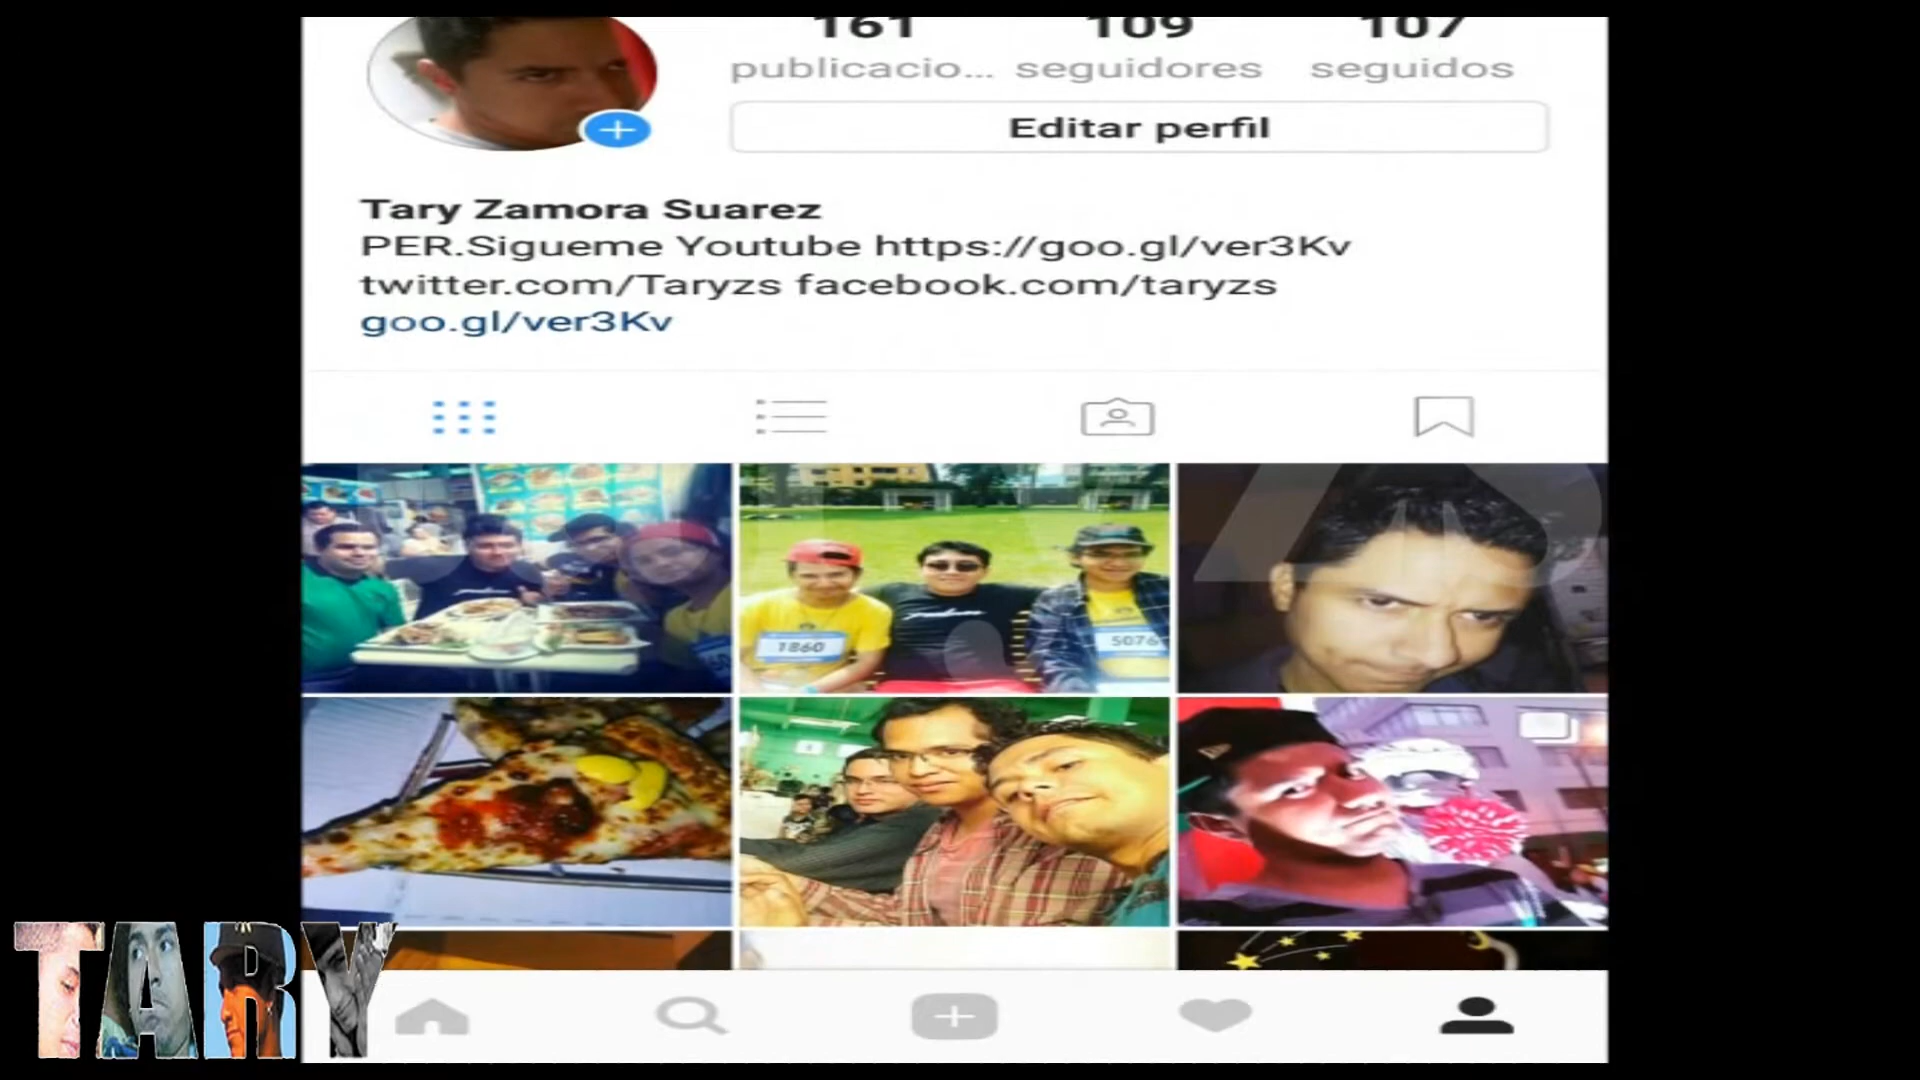 161 109 107
publicacio... seguidores seguidos
Editar perfil
Tary Zamora Suarez
PER.Sigueme Youtube https://goo.gl/ver3Kv
twitter.com/Taryzs facebook.com/taryzs
goo.gl/ver3Kv
1860
5076
TARY